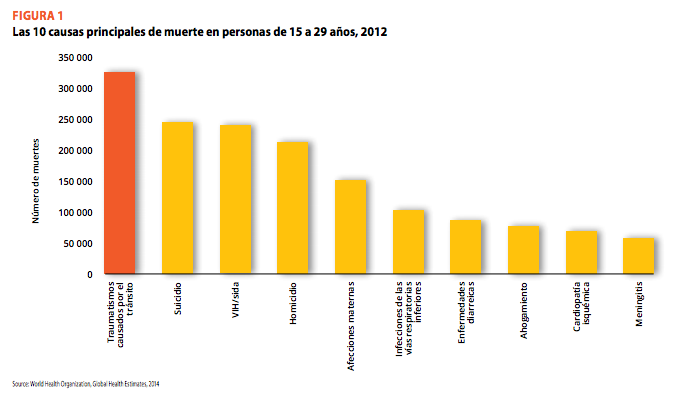 FIGURA 1
Las 10 causas principales de muerte en personas de 15 a 29 años, 2012
350 000
300 000
250 000
200 000
150 000
100 000
50 000
0
Número de muertes
Traumatismos
causados por el
tránsito
Suicidio
VIH/sida
Homicidio
Afecciones maternas
Infecciones de las
vías respiratorias
inferiores
Enfermedades
diarreicas
Ahogamiento
Cardiopatía
isquémica
Meningitis
Source: World Health Organization, Global Health Estimates, 2014